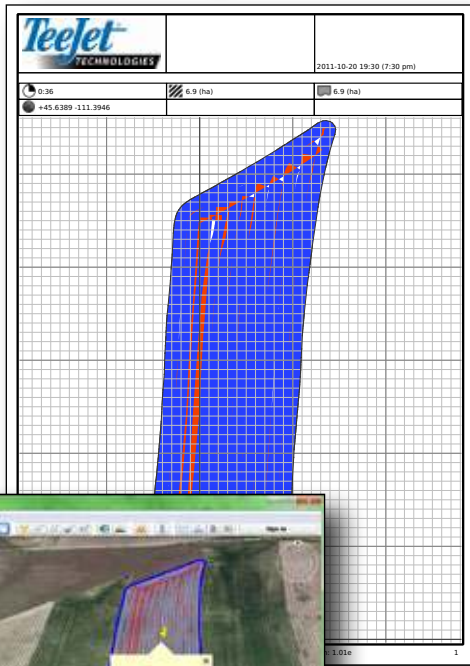 TeeJet
TECHNOLOGIES
2011-10-20 19:30 (7:30 pm)
0:36
6.9 (ha)
6.9 (ha)
+45.6389 -111.3946
1.01e
1